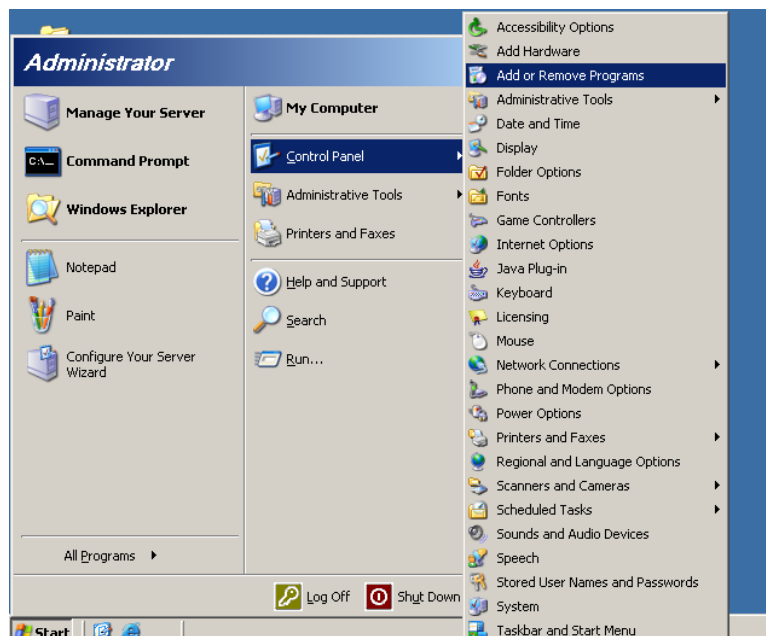 Administrator
Manage Your Server
C:\_
Command Prompt
Windows Explorer
Notepad
Paint
Configure Your Server
Wizard
All Programs
My Computer
Control Panel
Administrative Tools
Printers and Faxes
Help and Support
Search
Run...
Log Off
Shut Down
Start
Accessibility Options
Add Hardware
Add or Remove Programs
Administrative Tools
Date and Time
Display
Folder Options
Fonts
Game Controllers
Internet Options
Java Plug-in
Keyboard
Licensing
Mouse
Network Connections
Phone and Modem Options
Power Options
Printers and Faxes
Regional and Language Options
Scanners and Cameras
Scheduled Tasks
Sounds and Audio Devices
Speech
Stored User Names and Passwords
System
Taskbar and Start Menu